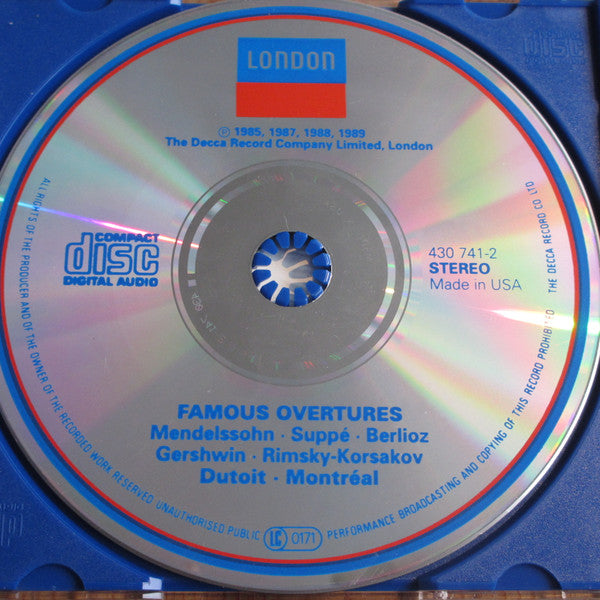 LONDON
℗ 1985, 1987, 1988, 1989
The Decca Record Company Limited, London
COMPACT
disc
DIGITAL AUDIO
430 741-2
STEREO
Made in USA
FAMOUS OVERTURES
Mendelssohn · Suppé · Berlioz
Gershwin · Rimsky-Korsakov
Dutoit · Montréal
ALL RIGHTS OF THE PRODUCER AND OF THE OWNER OF THE RECORDED WORK RESERVED UNAUTHORISED PUBLIC LC 0171 PERFORMANCE BROADCASTING AND COPYING OF THIS RECORD PROHIBITED THE DECCA RECORD CO LTD
disc